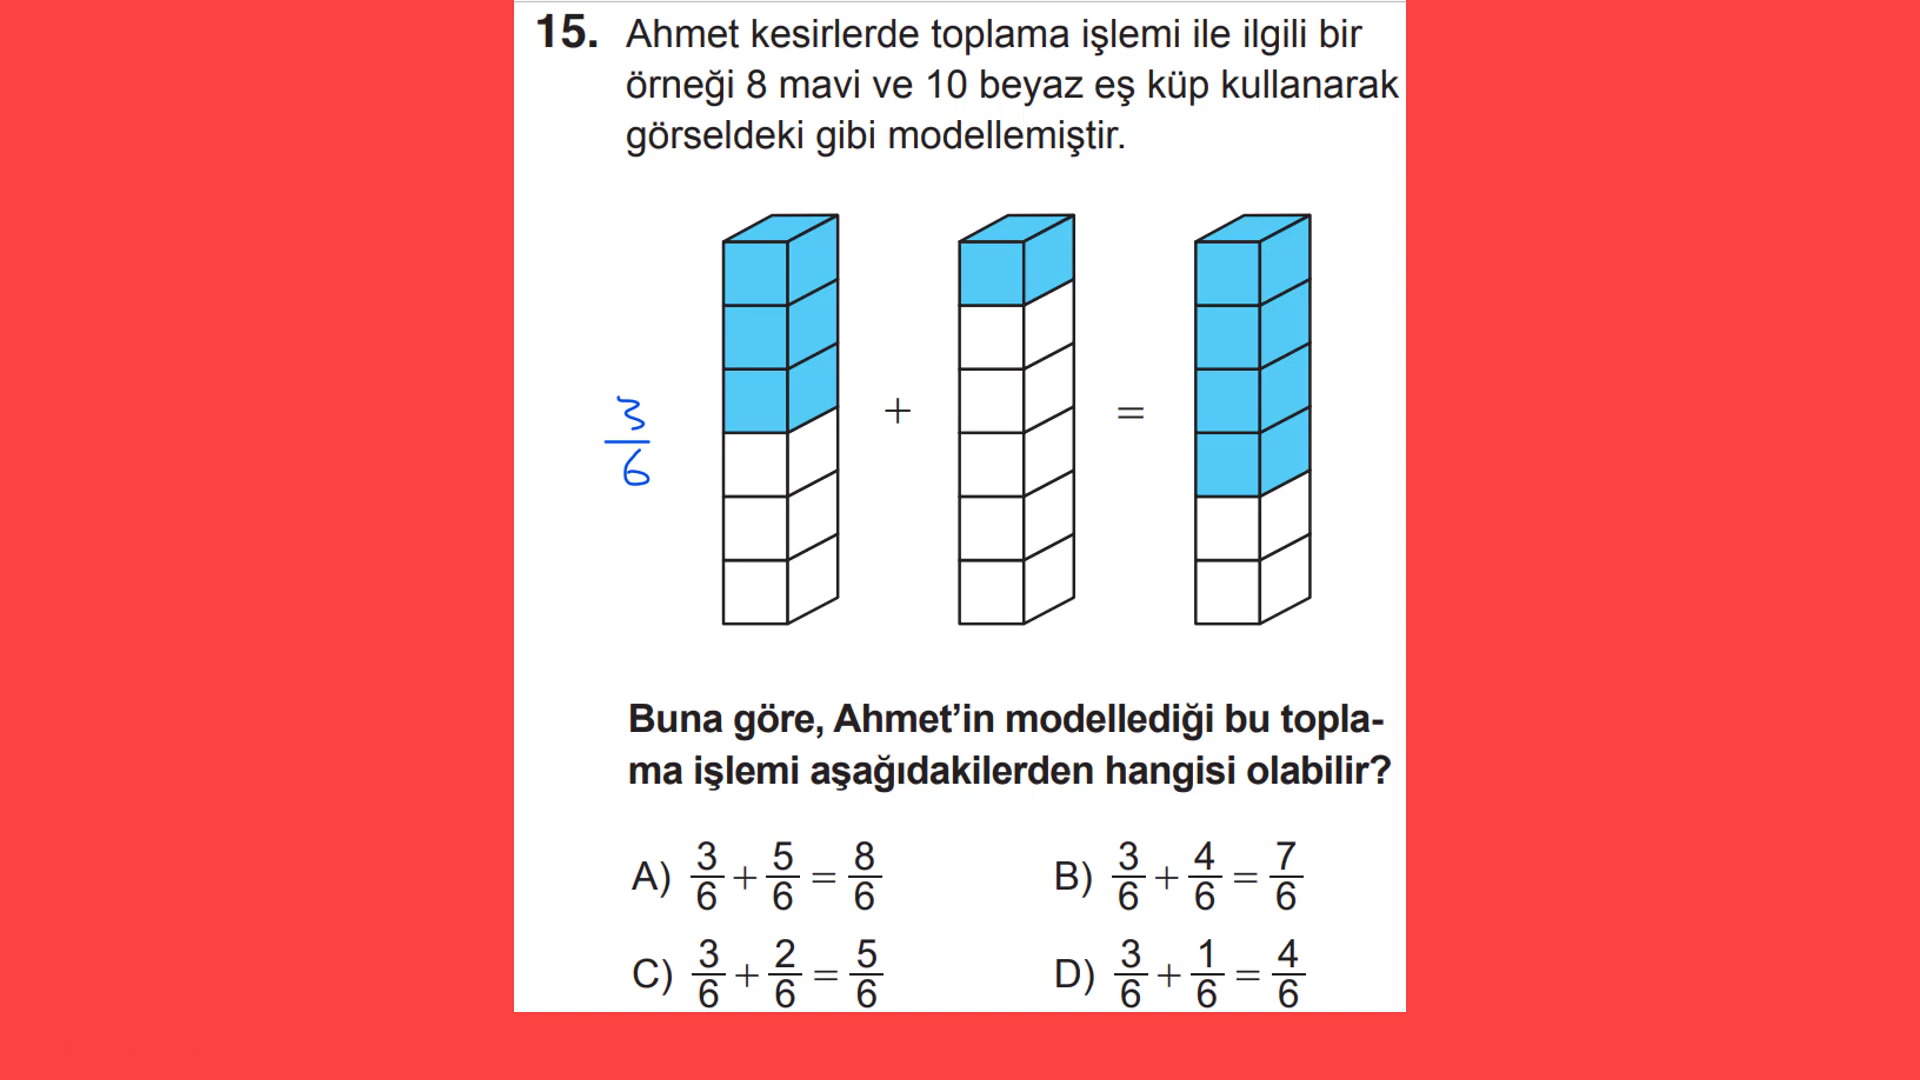 15. Ahmet kesirlerde toplama işlemi ile ilgili bir
örneği 8 mavi ve 10 beyaz eş küp kullanarak
görseldeki gibi modellemiştir.
3/6
+ =
Buna göre, Ahmet’in modellediği bu topla-
ma işlemi aşağıdakilerden hangisi olabilir?
A) 3/6 + 5/6 = 8/6 B) 3/6 + 4/6 = 7/6
C) 3/6 + 2/6 = 5/6 D) 3/6 + 1/6 = 4/6